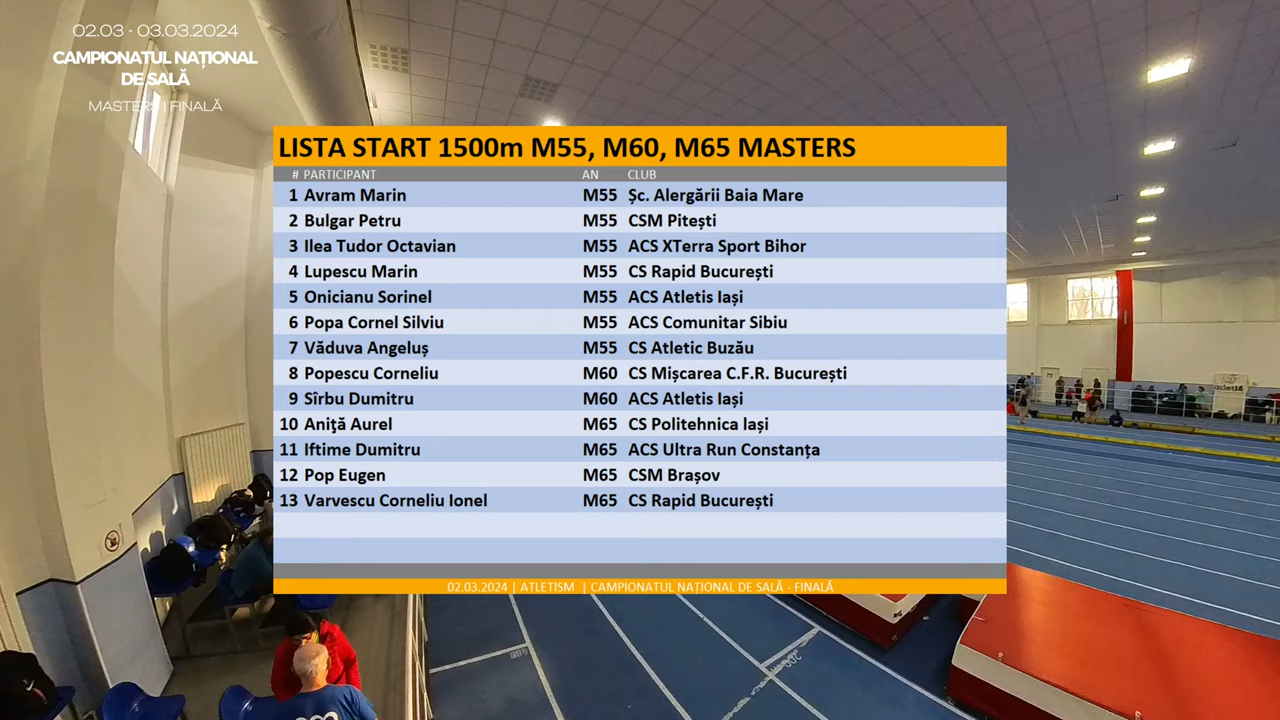 02.03 - 03.03.2024
CAMPIONATUL NAȚIONAL
DE SALĂ
MASTERS | FINALĂ
LISTA START 1500m M55, M60, M65 MASTERS
# PARTICIPANT AN CLUB
1 Avram Marin M55 Șc. Alergării Baia Mare
2 Bulgar Petru M55 CSM Pitești
3 Ilea Tudor Octavian M55 ACS XTerra Sport Bihor
4 Lupescu Marin M55 CS Rapid București
5 Onicianu Sorinel M55 ACS Atletis Iași
6 Popa Cornel Silviu M55 ACS Comunitar Sibiu
7 Văduva Angeluș M55 CS Atletic Buzău
8 Popescu Corneliu M60 CS Mișcarea C.F.R. București
9 Sîrbu Dumitru M60 ACS Atletis Iași
10 Aniţă Aurel M65 CS Politehnica Iași
11 Iftime Dumitru M65 ACS Ultra Run Constanța
12 Pop Eugen M65 CSM Brașov
13 Varvescu Corneliu Ionel M65 CS Rapid București
02.03.2024 | ATLETISM | CAMPIONATUL NAȚIONAL DE SALĂ - FINALĂ